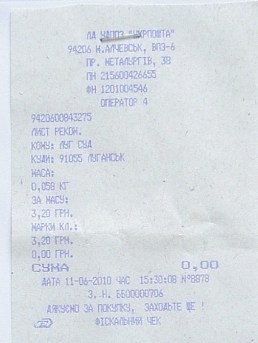 ЛД УДППЗ "УКРПОШТА"
94206 М.АЛЧЕВСЬК, ВПЗ-6
ПР. МЕТАЛУРГІВ, 38
ПН 215600426655
ФН 1201004546
ОПЕРАТОР 4
9420600843275
ЛИСТ РЕКОМ.
КОМУ: ЛУГ СУД
КУДИ: 91055 ЛУГАНСЬК
МАСА:
0,058 КГ
ЗА МАСУ:
3,20 ГРН.
МАРКИ КЛ.:
3,20 ГРН.
0,00 ГРН.
СУМА 0,00
ДАТА 11-06-2010 ЧАС 15:30:08 №8878
З. Н. ЕБ00000706
ДЯКУЄМО ЗА ПОКУПКУ, ЗАХОДЬТЕ ЩЕ !
ФІСКАЛЬНИЙ ЧЕК